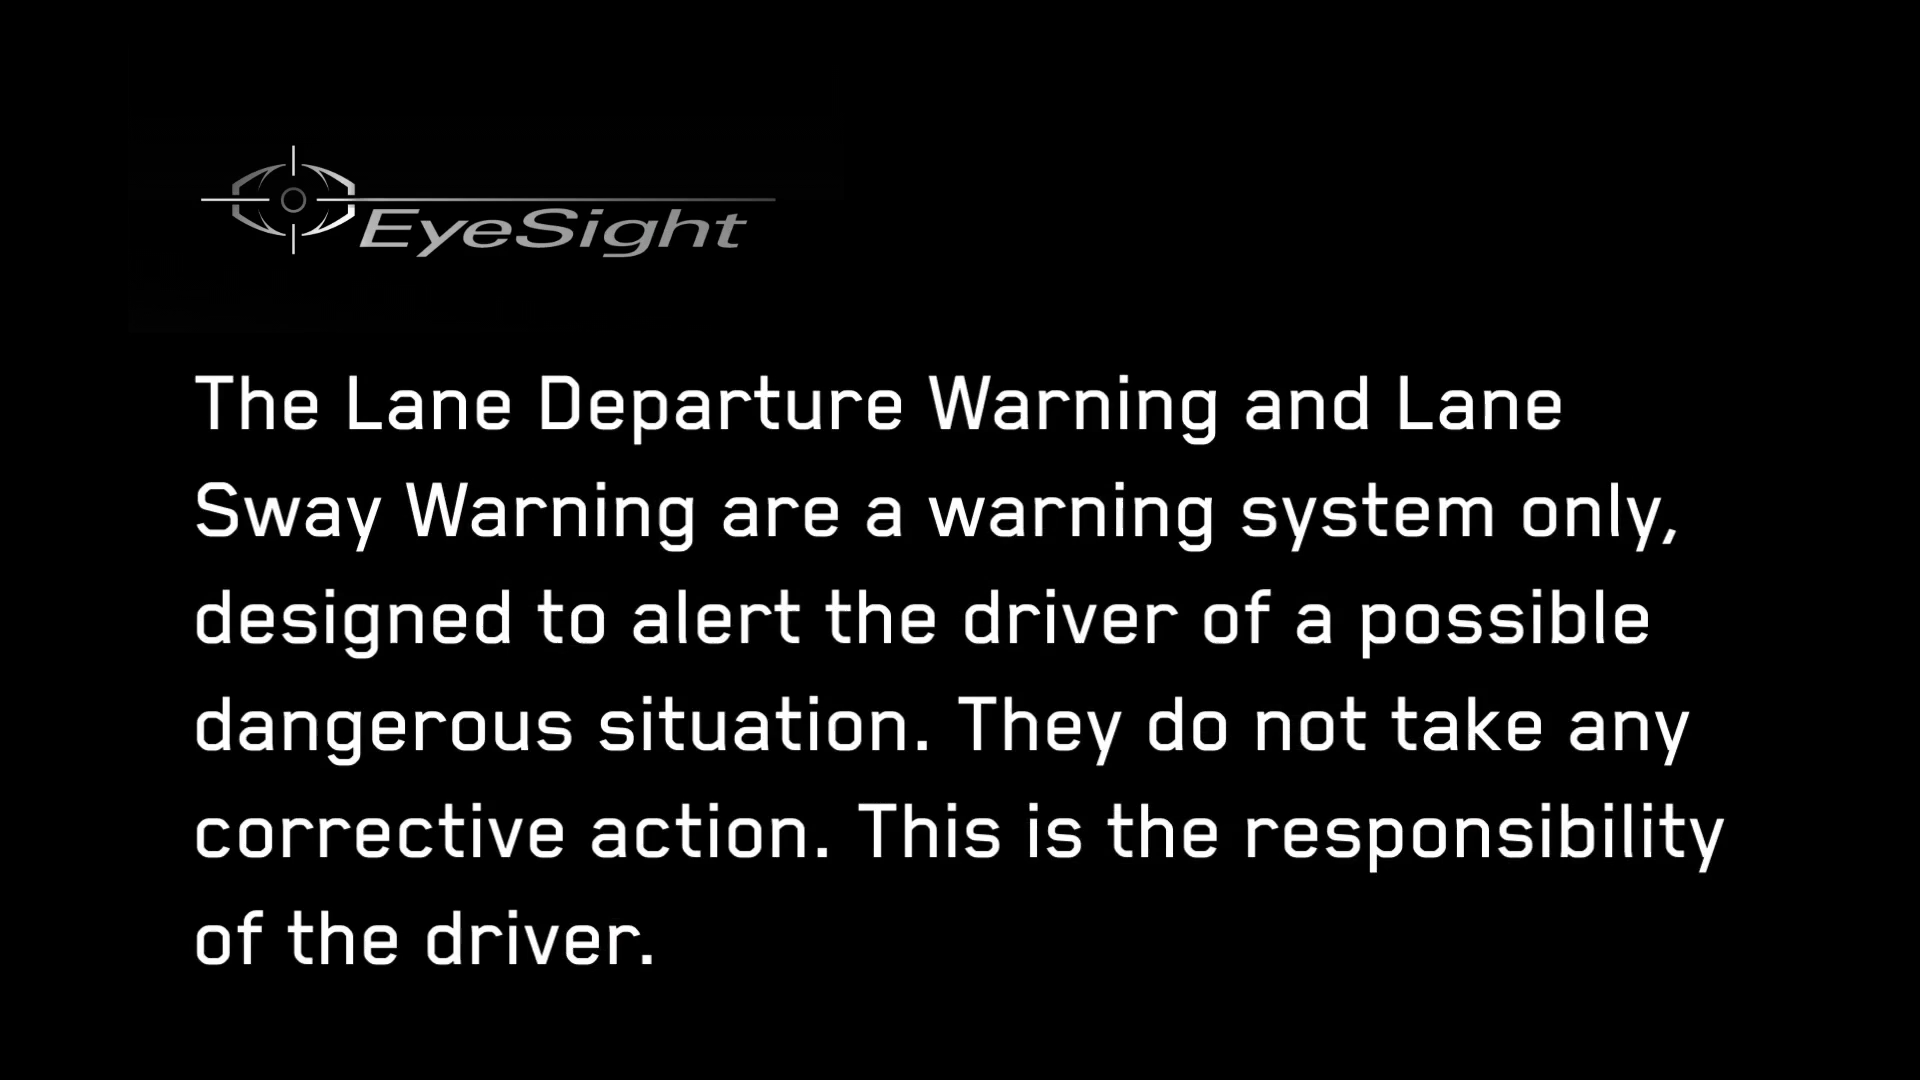 EyeSight
The Lane Departure Warning and Lane
Sway Warning are a warning system only,
designed to alert the driver of a possible
dangerous situation. They do not take any
corrective action. This is the responsibility
of the driver.